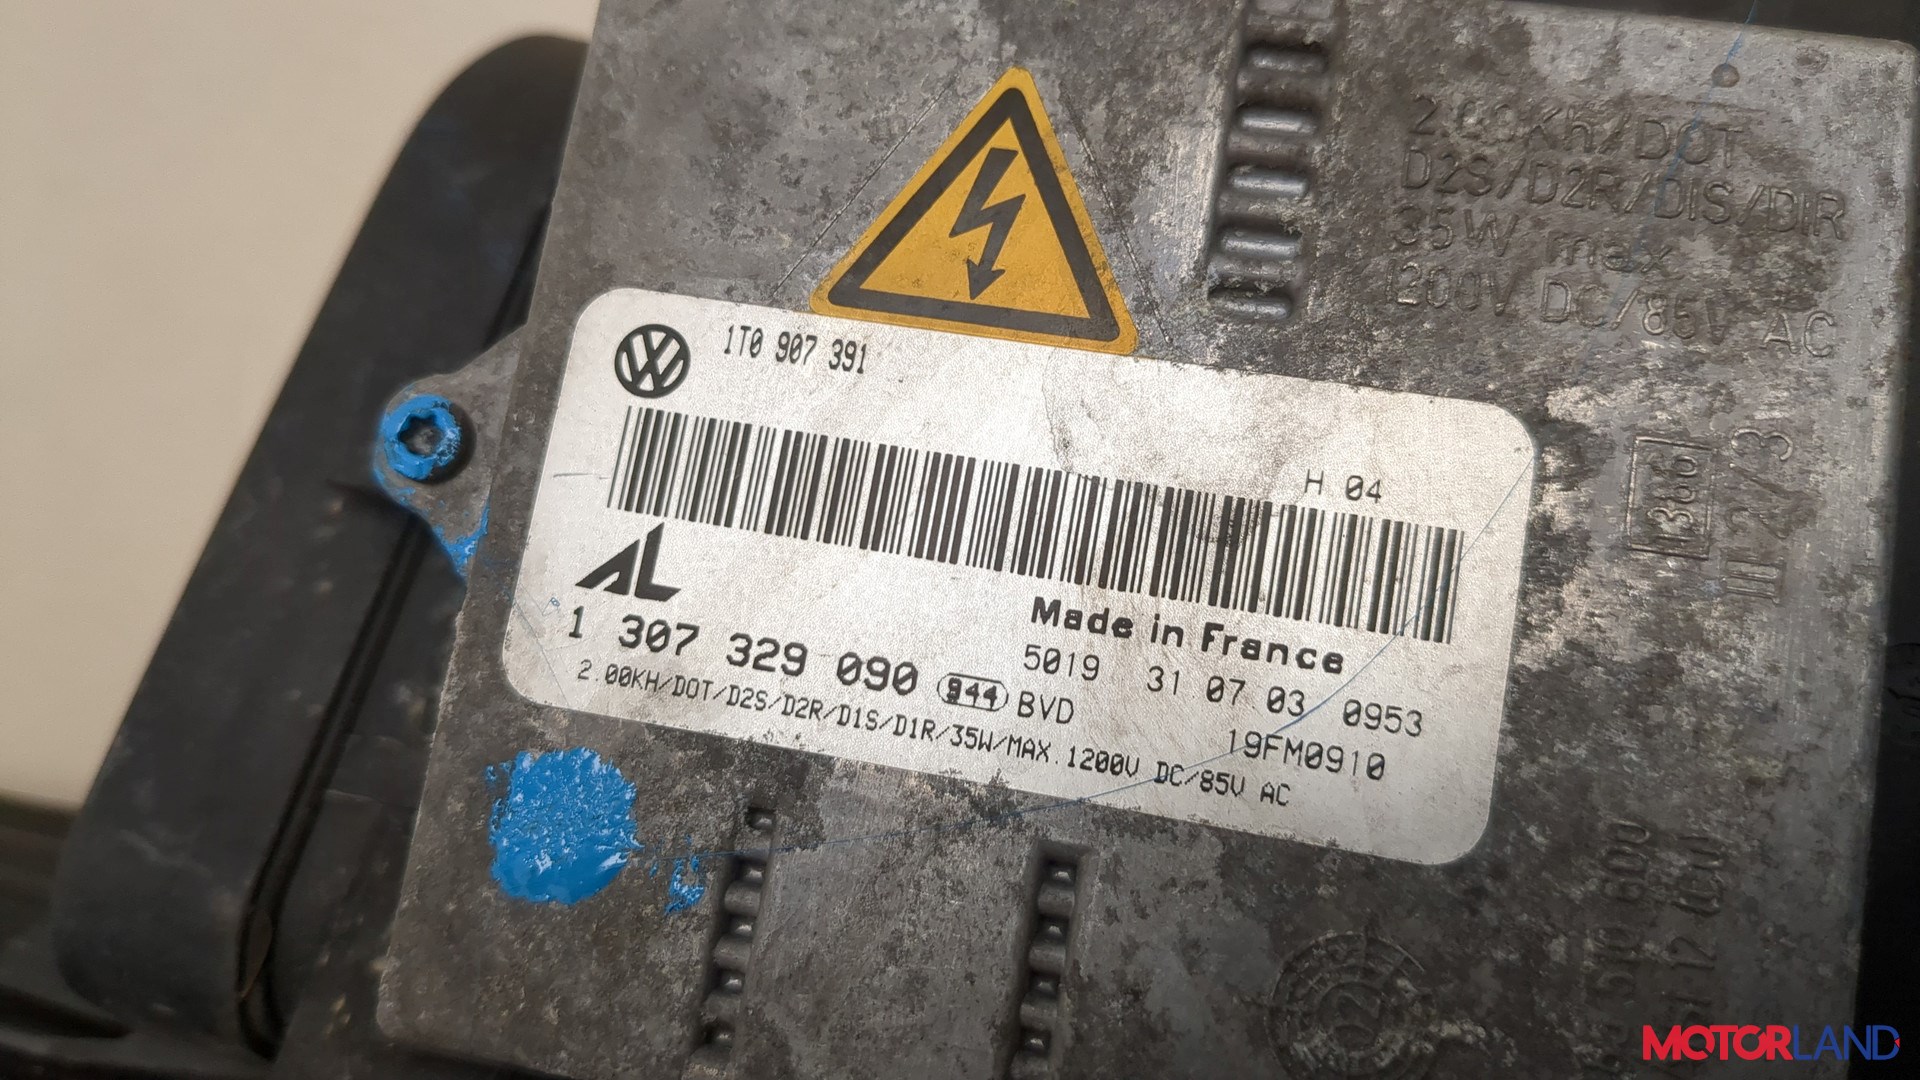 2.00Kh/DOT
D2S/D2R/D1S/D1R
35W max
1200V DC/85V AC
1T0 907 391
H 04
AL
Made in France
1 307 329 090 944 BVD
5019 31 07 03 0953
19FM0910
2.00KH/DOT/D2S/D2R/D1S/D1R/35W/MAX.1200V DC/85V AC
MOTORLAND